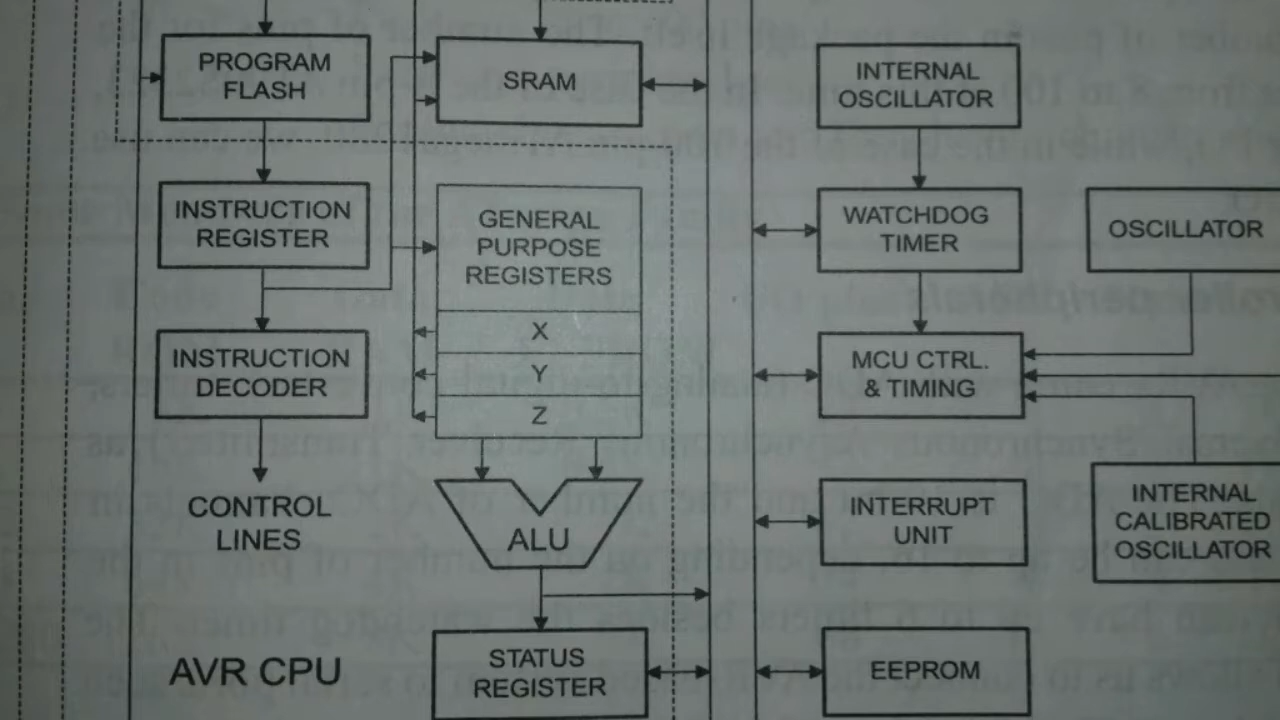 PROGRAM
FLASH
SRAM
INTERNAL
OSCILLATOR
INSTRUCTION
REGISTER
GENERAL
PURPOSE
REGISTERS
WATCHDOG
TIMER
OSCILLATOR
INSTRUCTION
DECODER
X
Y
Z
MCU CTRL.
& TIMING
CONTROL
LINES
ALU
INTERRUPT
UNIT
INTERNAL
CALIBRATED
OSCILLATOR
AVR CPU
STATUS
REGISTER
EEPROM